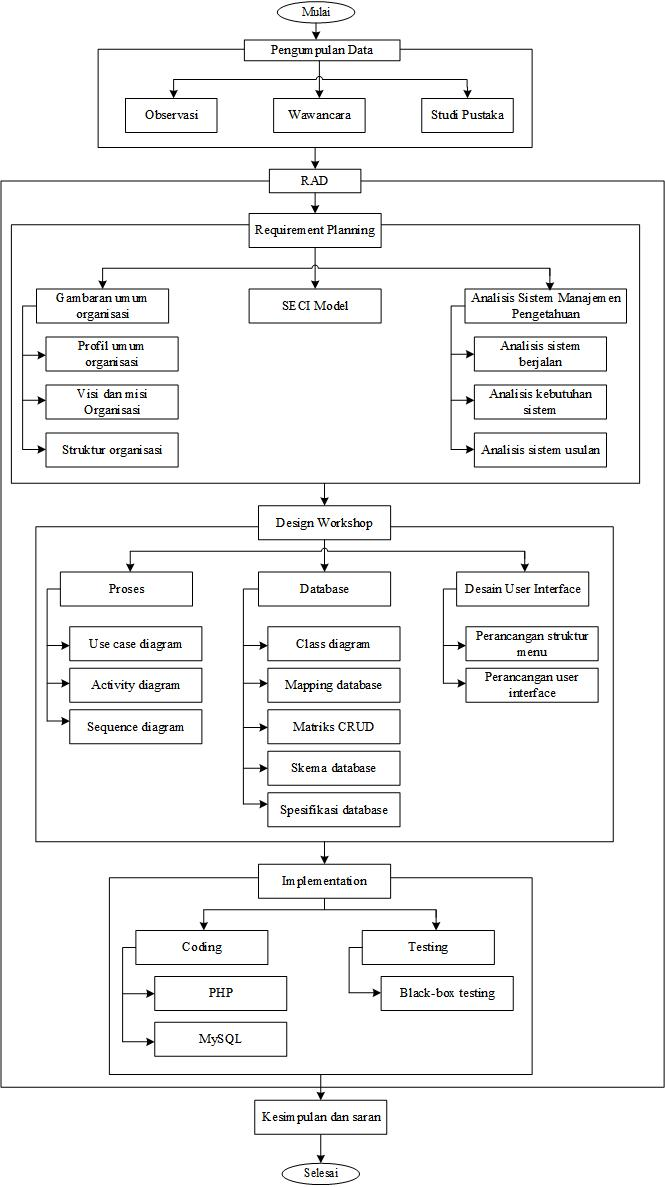 Mulai
Pengumpulan Data
Observasi
Wawancara
Studi Pustaka
RAD
Requirement Planning
Gambaran umum
organisasi
Profil umum
organisasi
Visi dan misi
Organisasi
Struktur organisasi
SECI Model
Analisis Sistem Manajemen
Pengetahuan
Analisis sistem
berjalan
Analisis kebutuhan
sistem
Analisis sistem usulan
Design Workshop
Proses
Use case diagram
Activity diagram
Sequence diagram
Database
Class diagram
Mapping database
Matriks CRUD
Skema database
Spesifikasi database
Desain User Interface
Perancangan struktur
menu
Perancangan user
interface
Implementation
Coding
PHP
MySQL
Testing
Black-box testing
Kesimpulan dan saran
Selesai